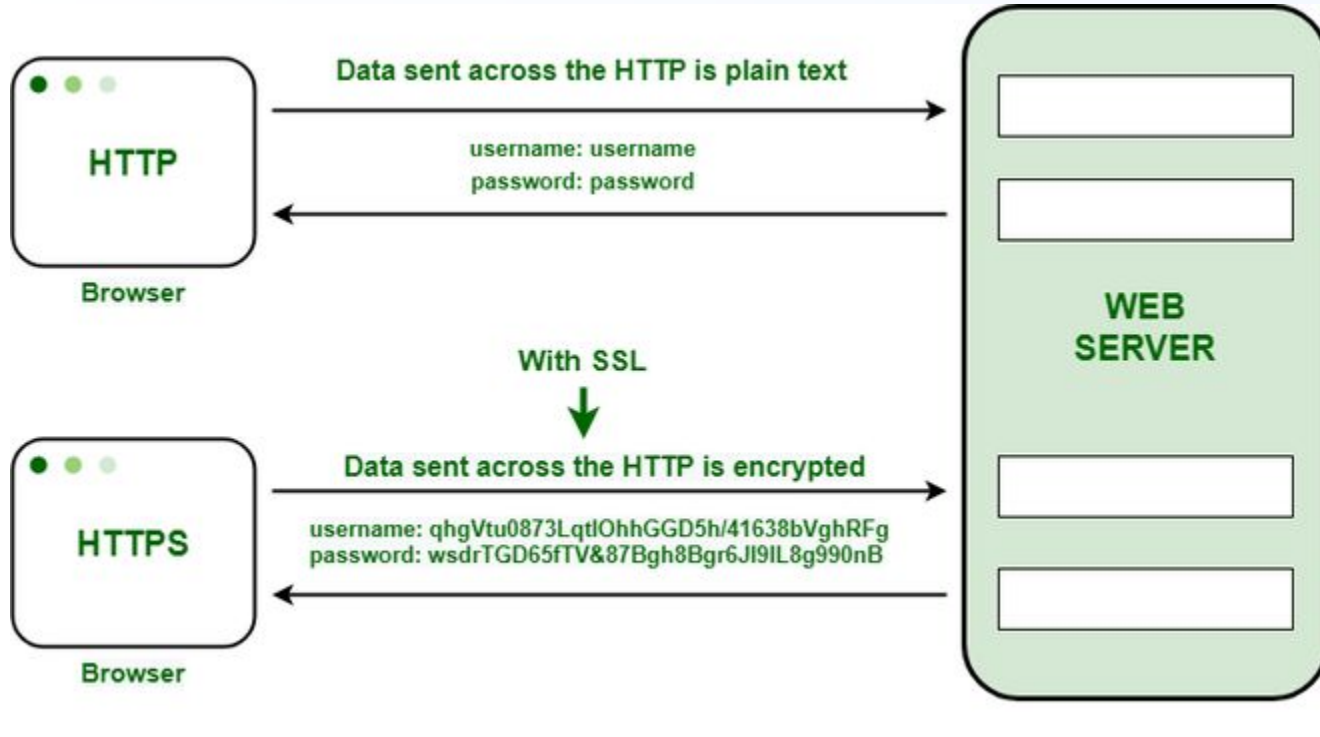 Data sent across the HTTP is plain text
HTTP
username: username
password: password
Browser
WEB
SERVER
With SSL
Data sent across the HTTP is encrypted
HTTPS
username: qhgVtu0873LqtIOhhGGD5h/41638bVghRFg
password: wsdrTGD65fTV&87Bgh8Bgr6JI9IL8g990nB
Browser